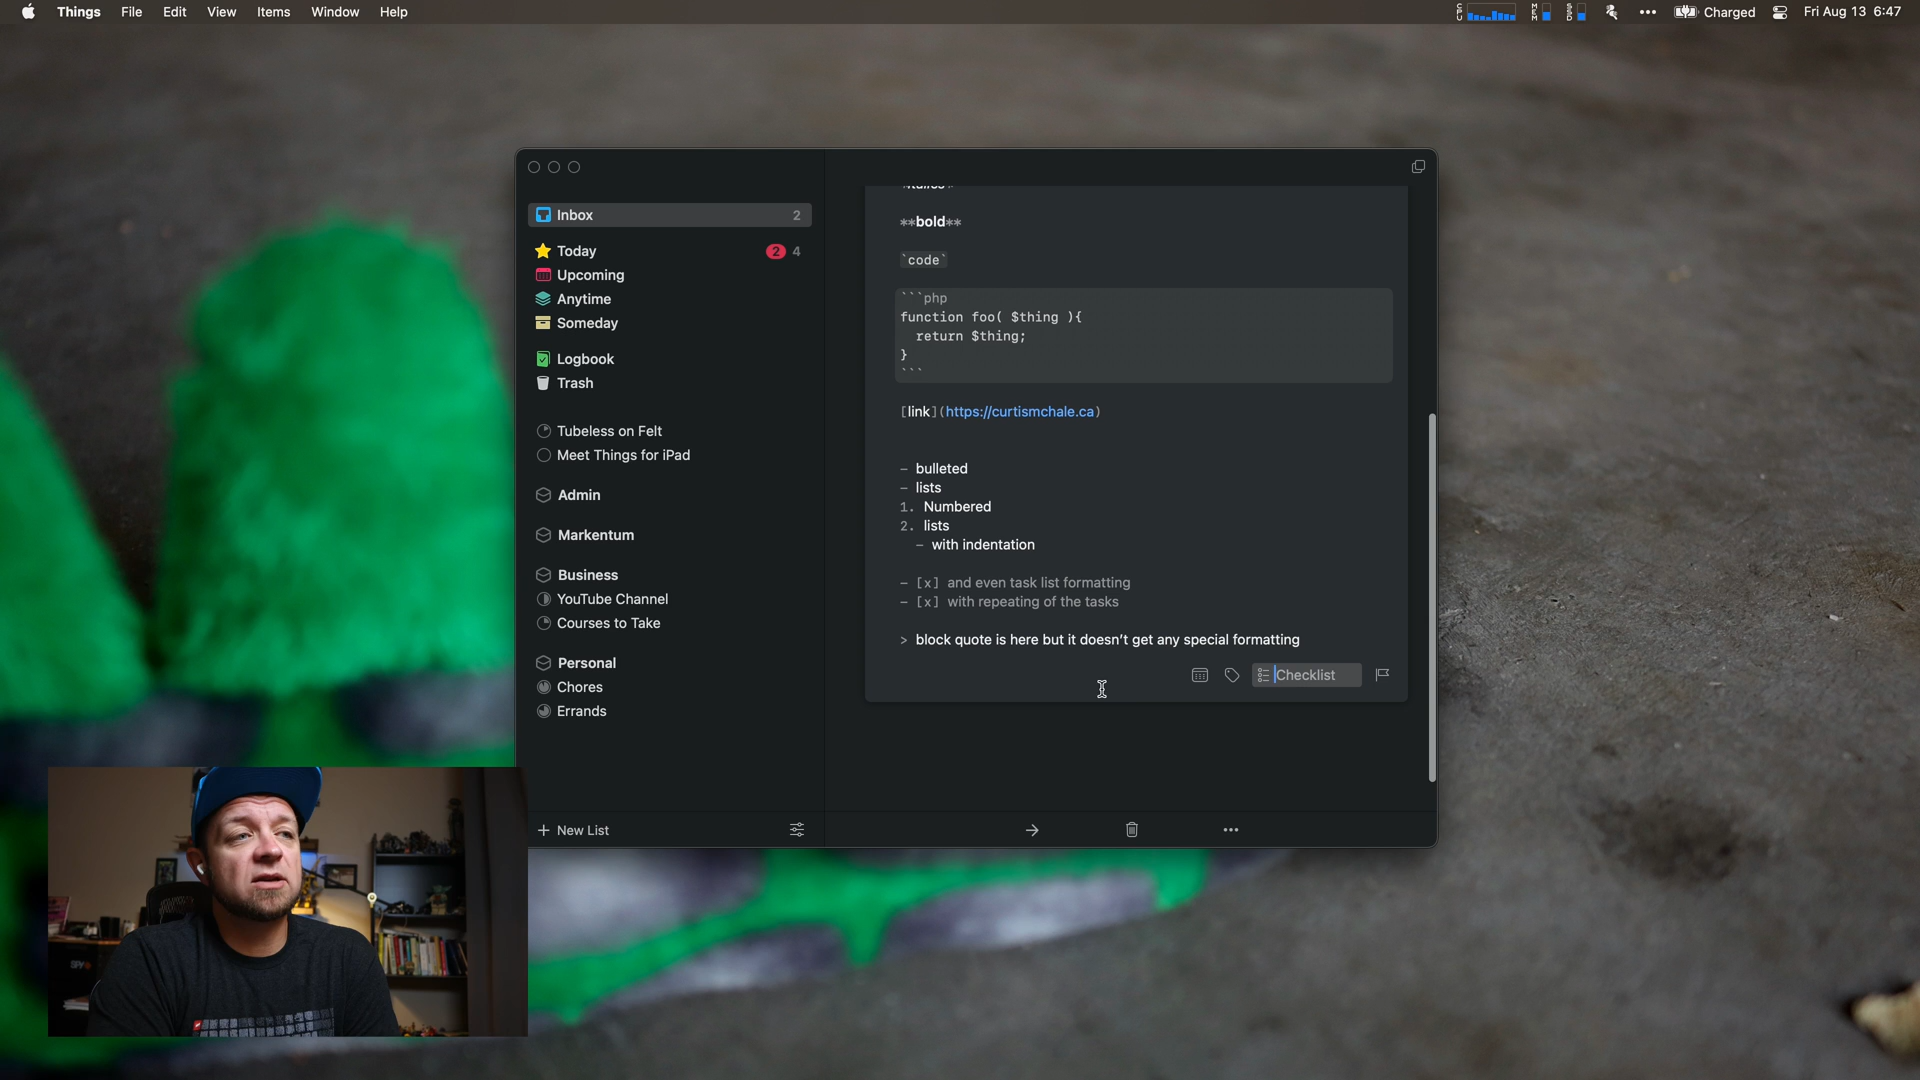 Things File Edit View Items Window Help
CPU MEM SSD Charged Fri Aug 13 6:47
Inbox 2
Today 2 4
Upcoming
Anytime
Someday
Logbook
Trash
Tubeless on Felt
Meet Things for iPad
Admin
Markentum
Business
YouTube Channel
Courses to Take
Personal
Chores
Errands
+ New List
**bold**
`code`
```php
function foo( $thing ){
return $thing;
}
```
[link](https://curtismchale.ca)
- bulleted
- lists
1. Numbered
2. lists
- with indentation
- [x] and even task list formatting
- [x] with repeating of the tasks
> block quote is here but it doesn't get any special formatting
Checklist